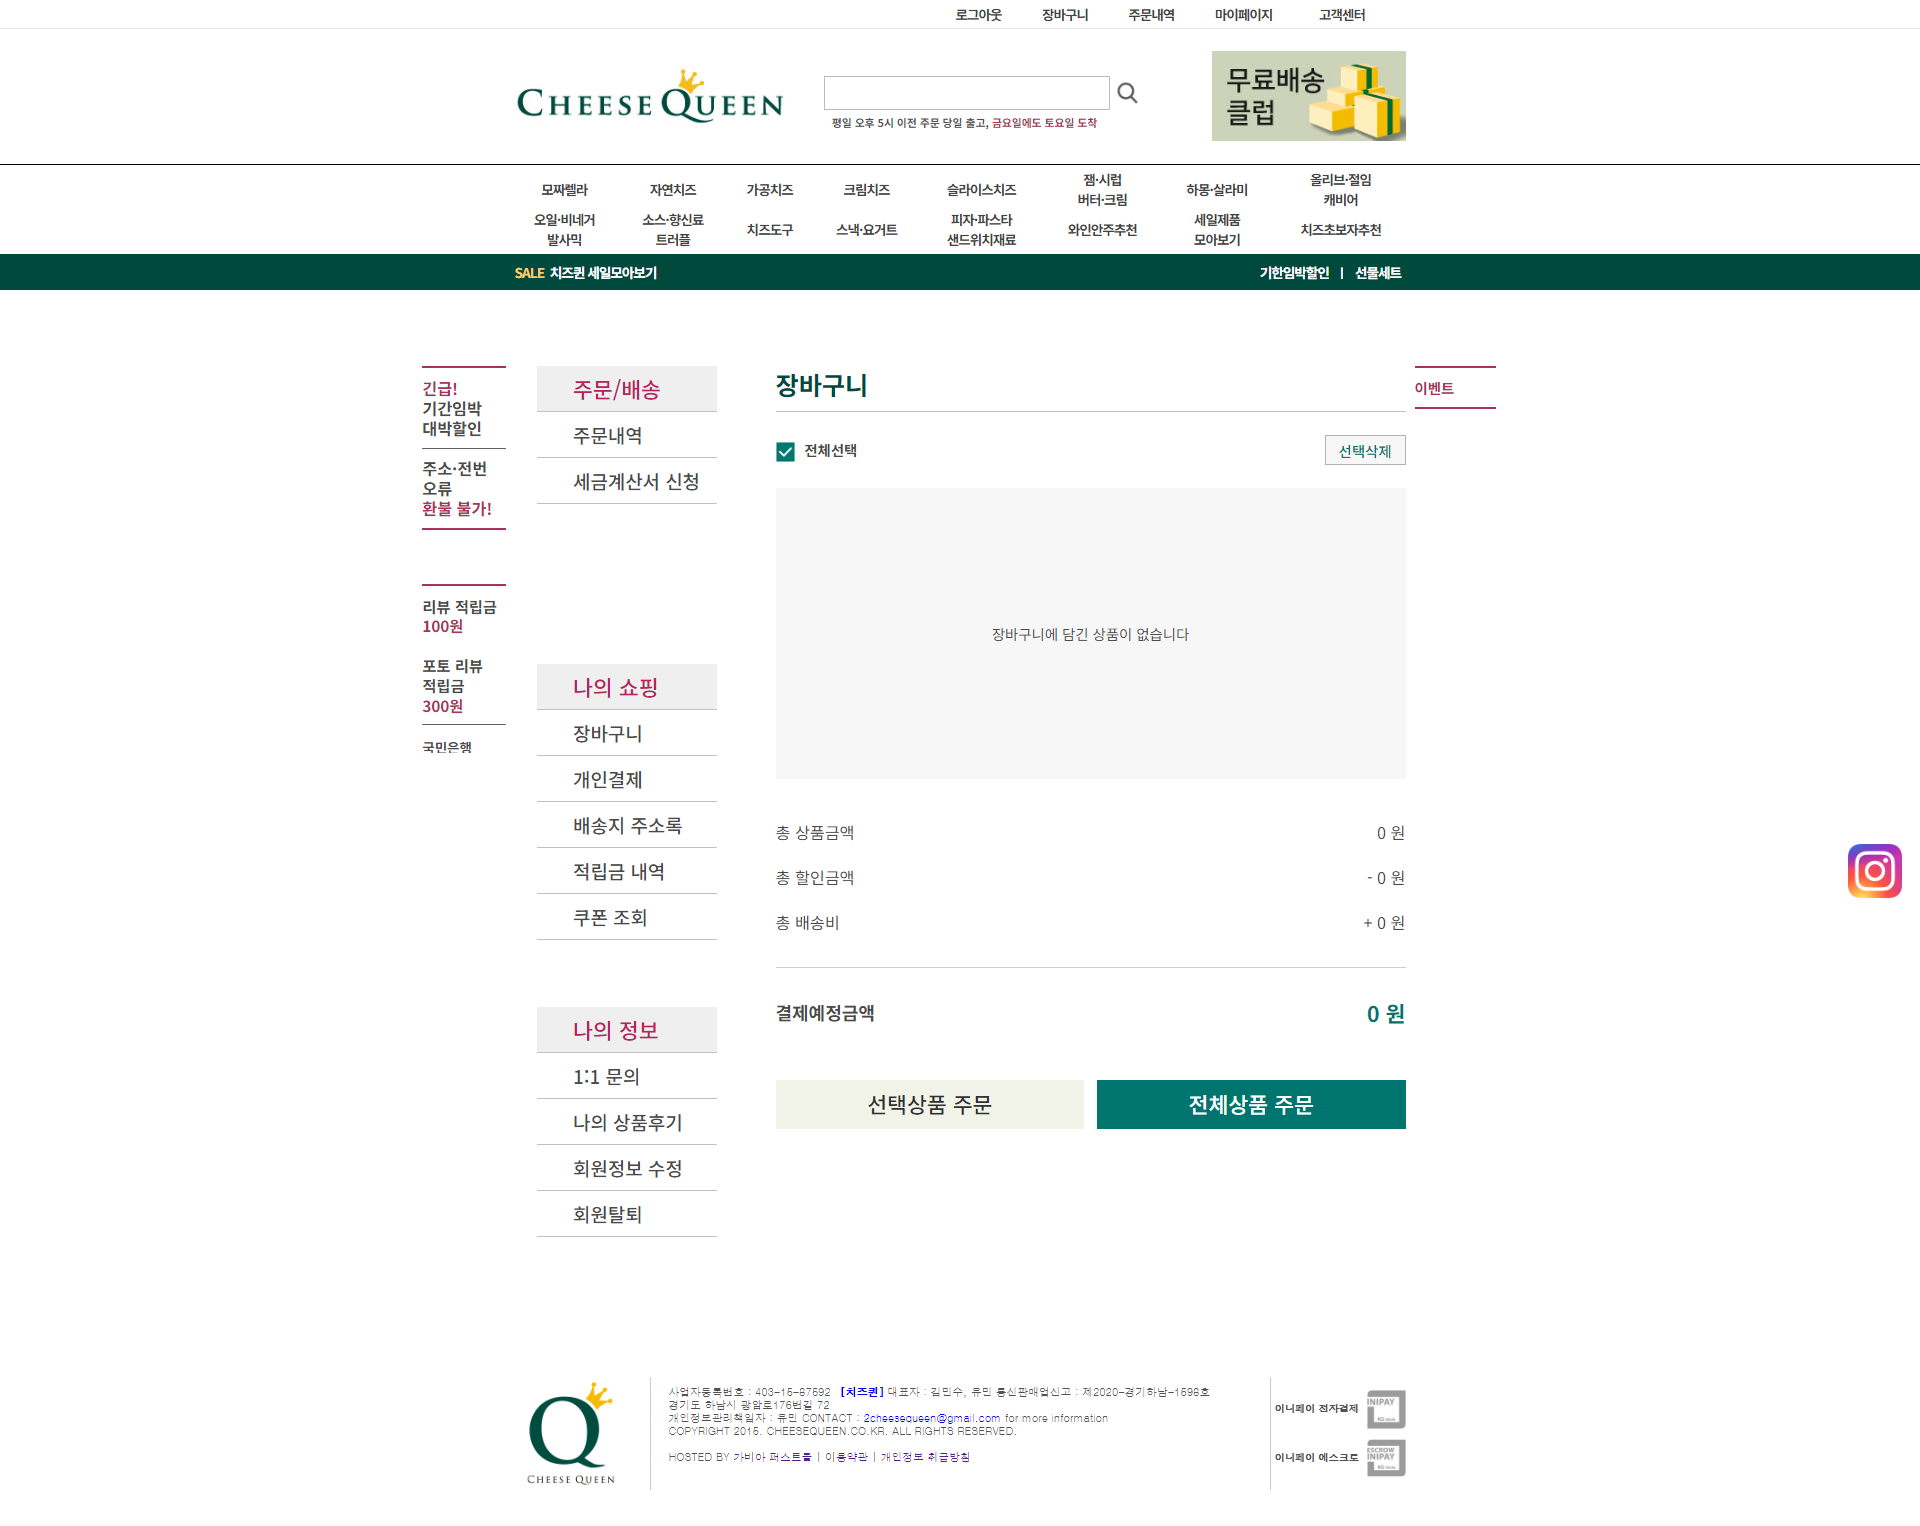 로그아웃 장바구니 주문내역 마이페이지 고객센터
CHEESE QUEEN
평일 오후 5시 이전 주문 당일 출고, 금요일에도 토요일 도착
무료배송
클럽
모짜렐라 자연치즈 가공치즈 크림치즈 슬라이스치즈 잼·시럽 버터·크림 하몽·살라미 올리브·절임 캐비어
오일·비네거 발사믹 소스·향신료 트러플 치즈도구 스낵·요거트 피자·파스타 샌드위치재료 와인안주추천 세일제품 모아보기 치즈초보자추천
SALE 치즈퀸 세일모아보기 기한임박할인 | 선물세트
긴급!
기간임박
대박할인
주소·전번
오류
환불 불가!
리뷰 적립금
100원
포토 리뷰
적립금
300원
국민은행
주문/배송
주문내역
세금계산서 신청
나의 쇼핑
장바구니
개인결제
배송지 주소록
적립금 내역
쿠폰 조회
나의 정보
1:1 문의
나의 상품후기
회원정보 수정
회원탈퇴
장바구니
전체선택 선택삭제
장바구니에 담긴 상품이 없습니다
총 상품금액 0 원
총 할인금액 - 0 원
총 배송비 + 0 원
결제예정금액 0 원
선택상품 주문 전체상품 주문
이벤트
CHEESE QUEEN
사업자등록번호 : 403-15-87592 [치즈퀸] 대표자 : 김민수, 유민 통신판매업신고 : 제2020-경기하남-1598호
경기도 하남시 광암로176번길 72
개인정보관리책임자 : 유민 CONTACT : 2cheesequeen@gmail.com for more information
COPYRIGHT 2015. CHEESEQUEEN.CO.KR. ALL RIGHTS RESERVED.
HOSTED BY 가비아 퍼스트몰 | 이용약관 | 개인정보 취급방침
이니페이 전자결제 INIPAY
이니페이 에스크로 ESCROW INIPAY